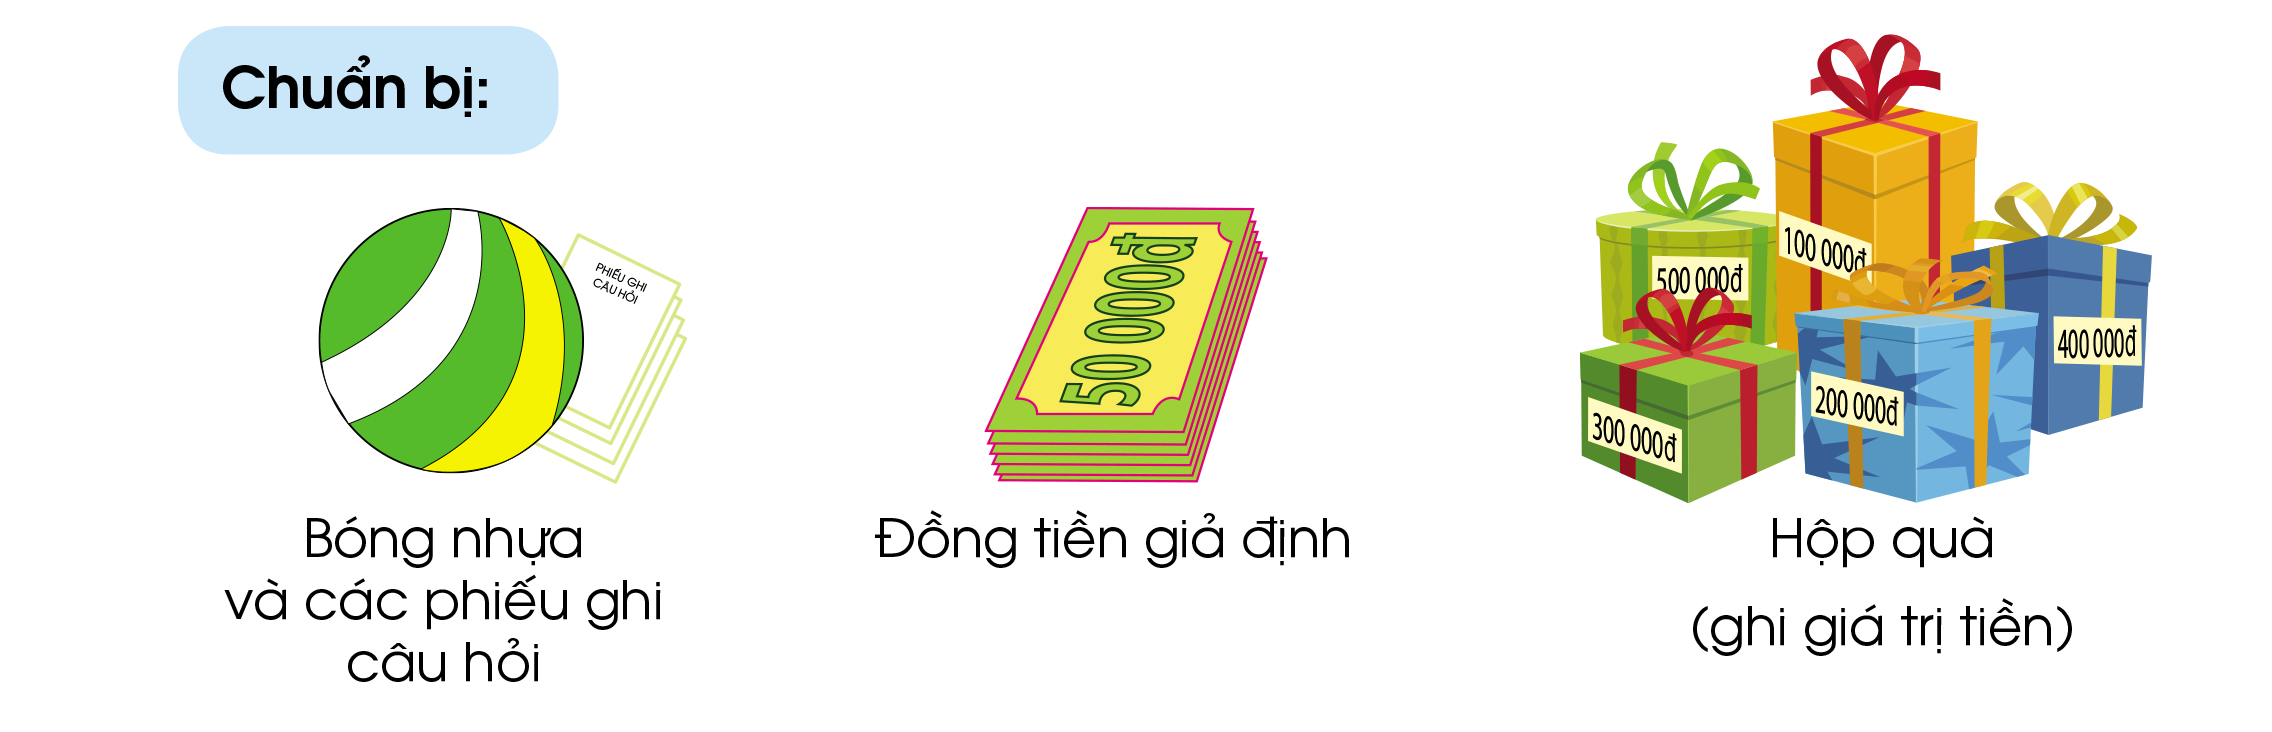 Chuẩn bị:
PHIẾU GHI
CÂU HỎI
50 000đ
500 000đ
100 000đ
400 000đ
300 000đ
200 000đ
Bóng nhựa
và các phiếu ghi
câu hỏi
Đồng tiền giả định
Hộp quà
(ghi giá trị tiền)